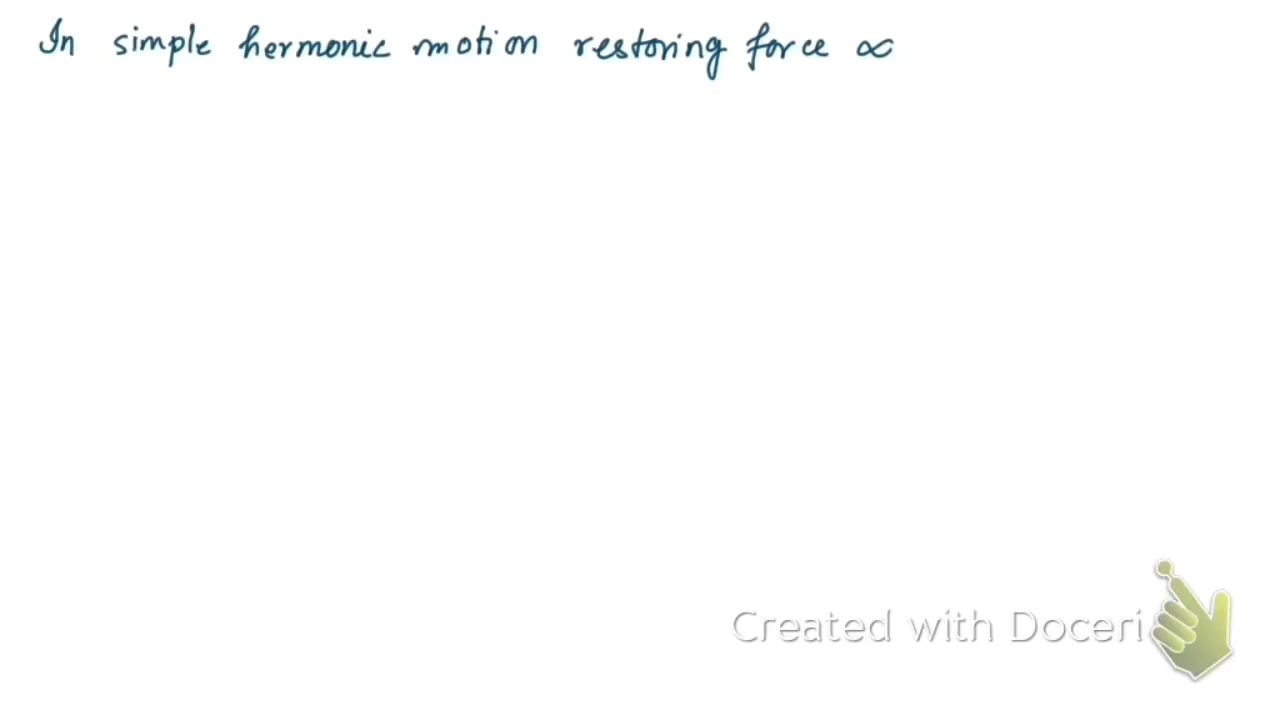 In simple hermonic motion restoring force ∝
Created with Doceri